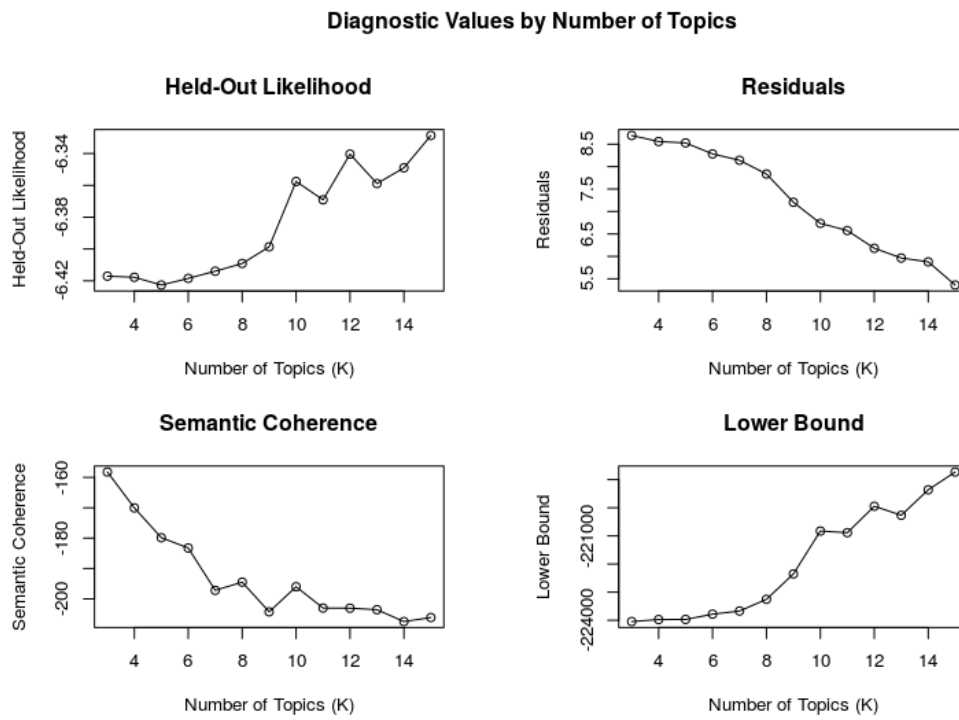 Diagnostic Values by Number of Topics
Held-Out Likelihood
Held-Out Likelihood
-6.34
-6.38
-6.42
4 6 8 10 12 14
Number of Topics (K)
Residuals
Residuals
8.5
7.5
6.5
5.5
4 6 8 10 12 14
Number of Topics (K)
Semantic Coherence
Semantic Coherence
-160
-180
-200
4 6 8 10 12 14
Number of Topics (K)
Lower Bound
Lower Bound
-221000
-224000
4 6 8 10 12 14
Number of Topics (K)